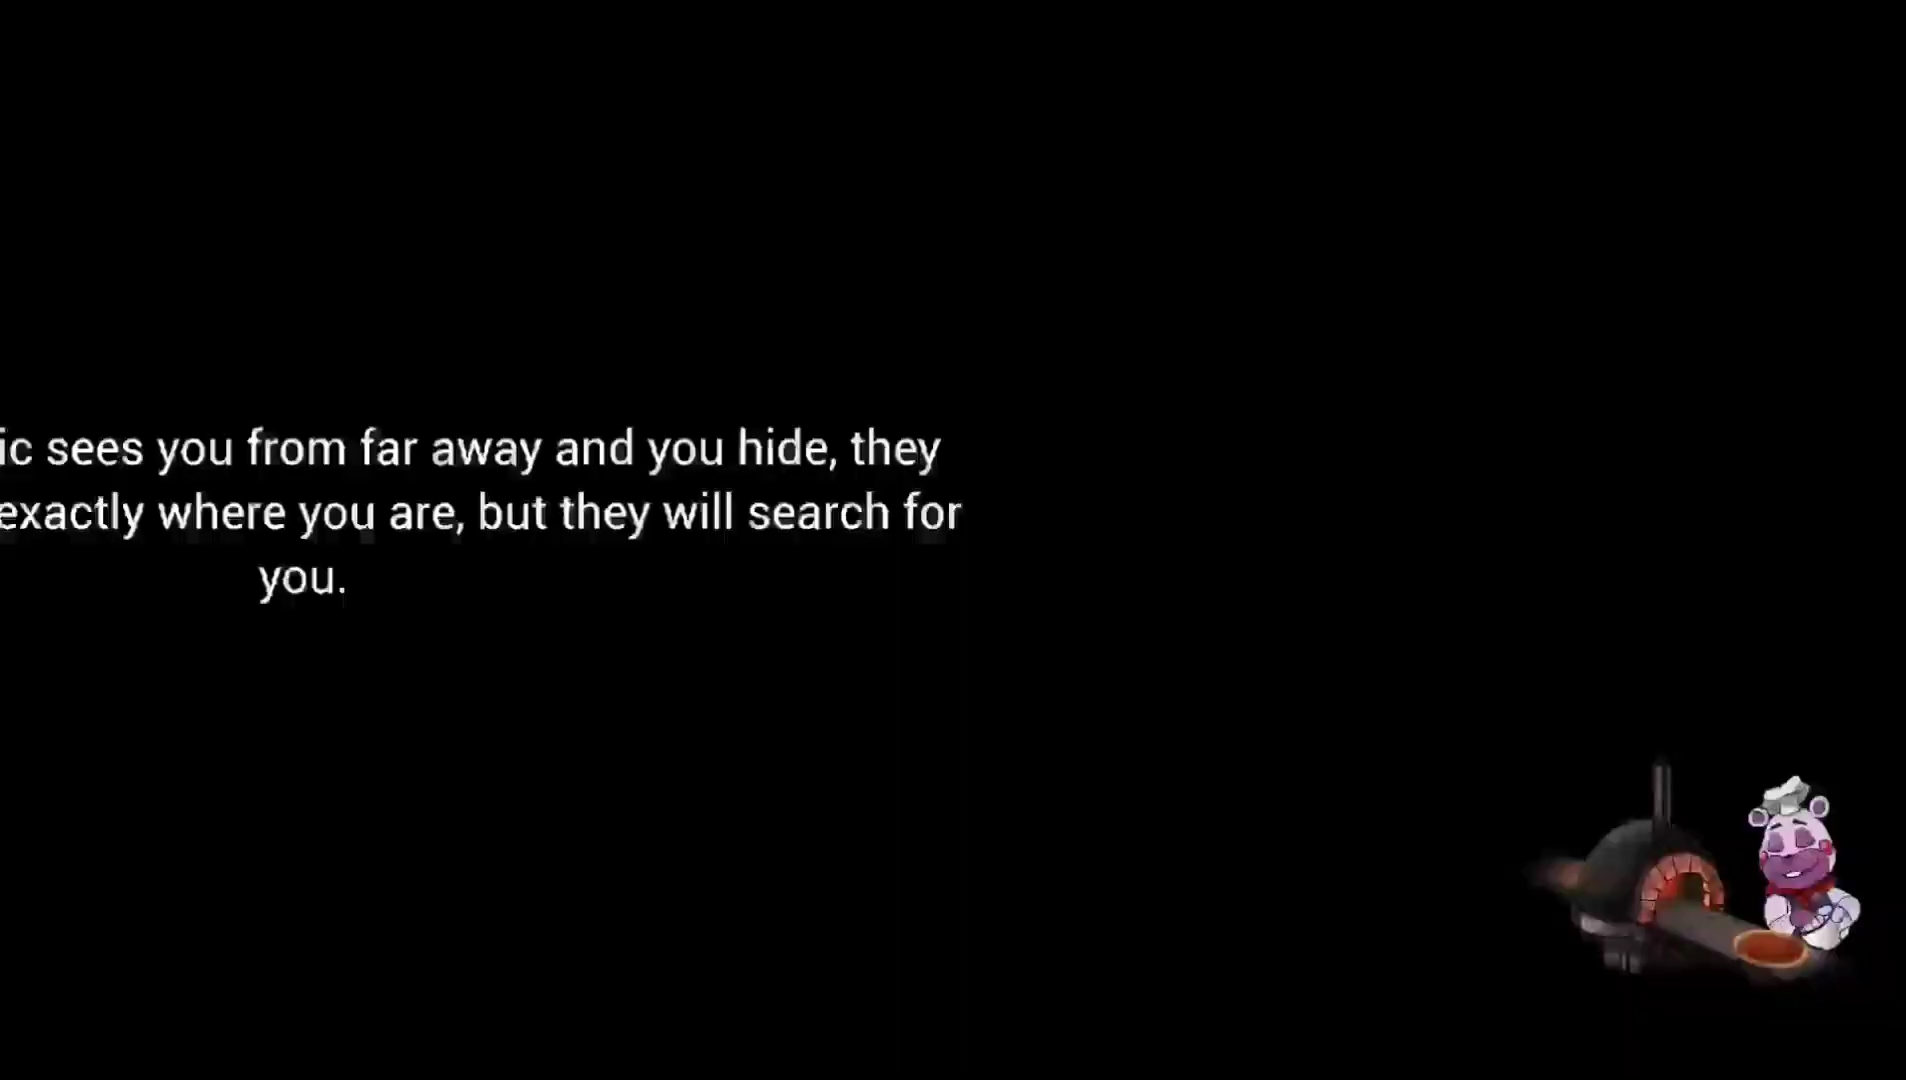 ic sees you from far away and you hide, they
exactly where you are, but they will search for
you.